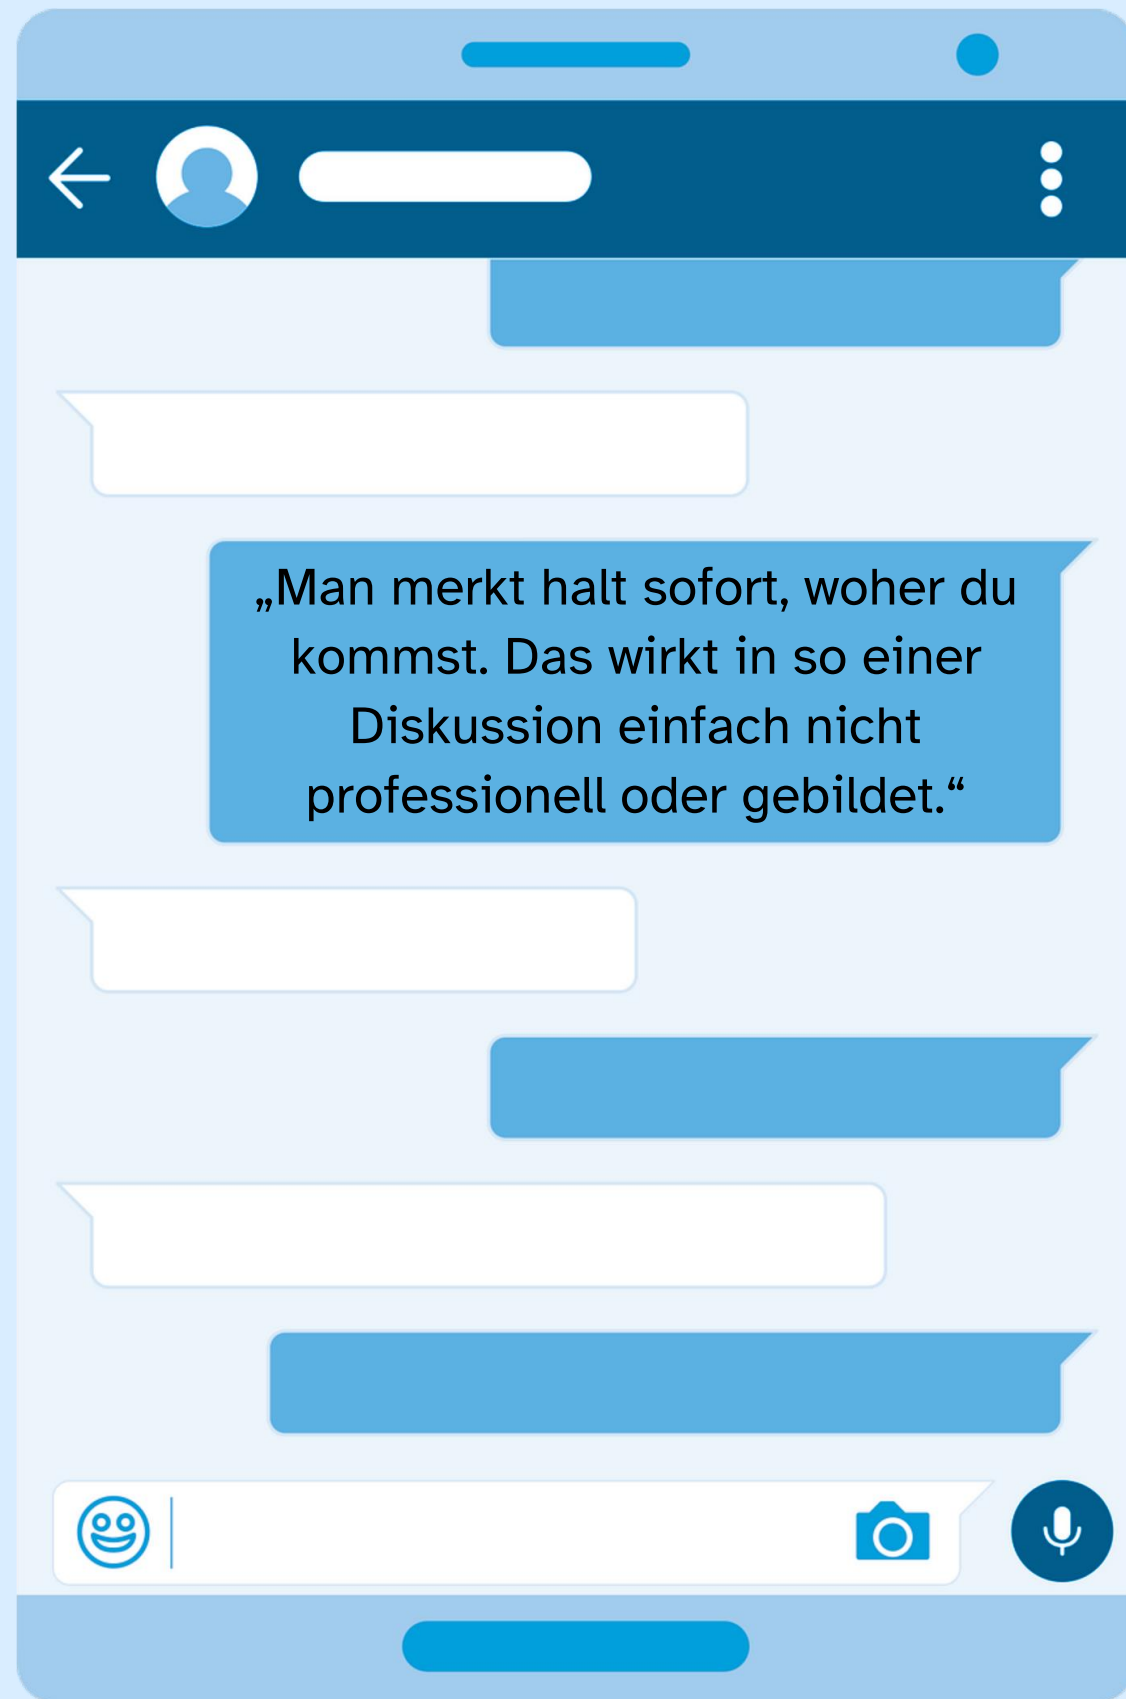 „Man merkt halt sofort, woher du
kommst. Das wirkt in so einer
Diskussion einfach nicht
professionell oder gebildet.“